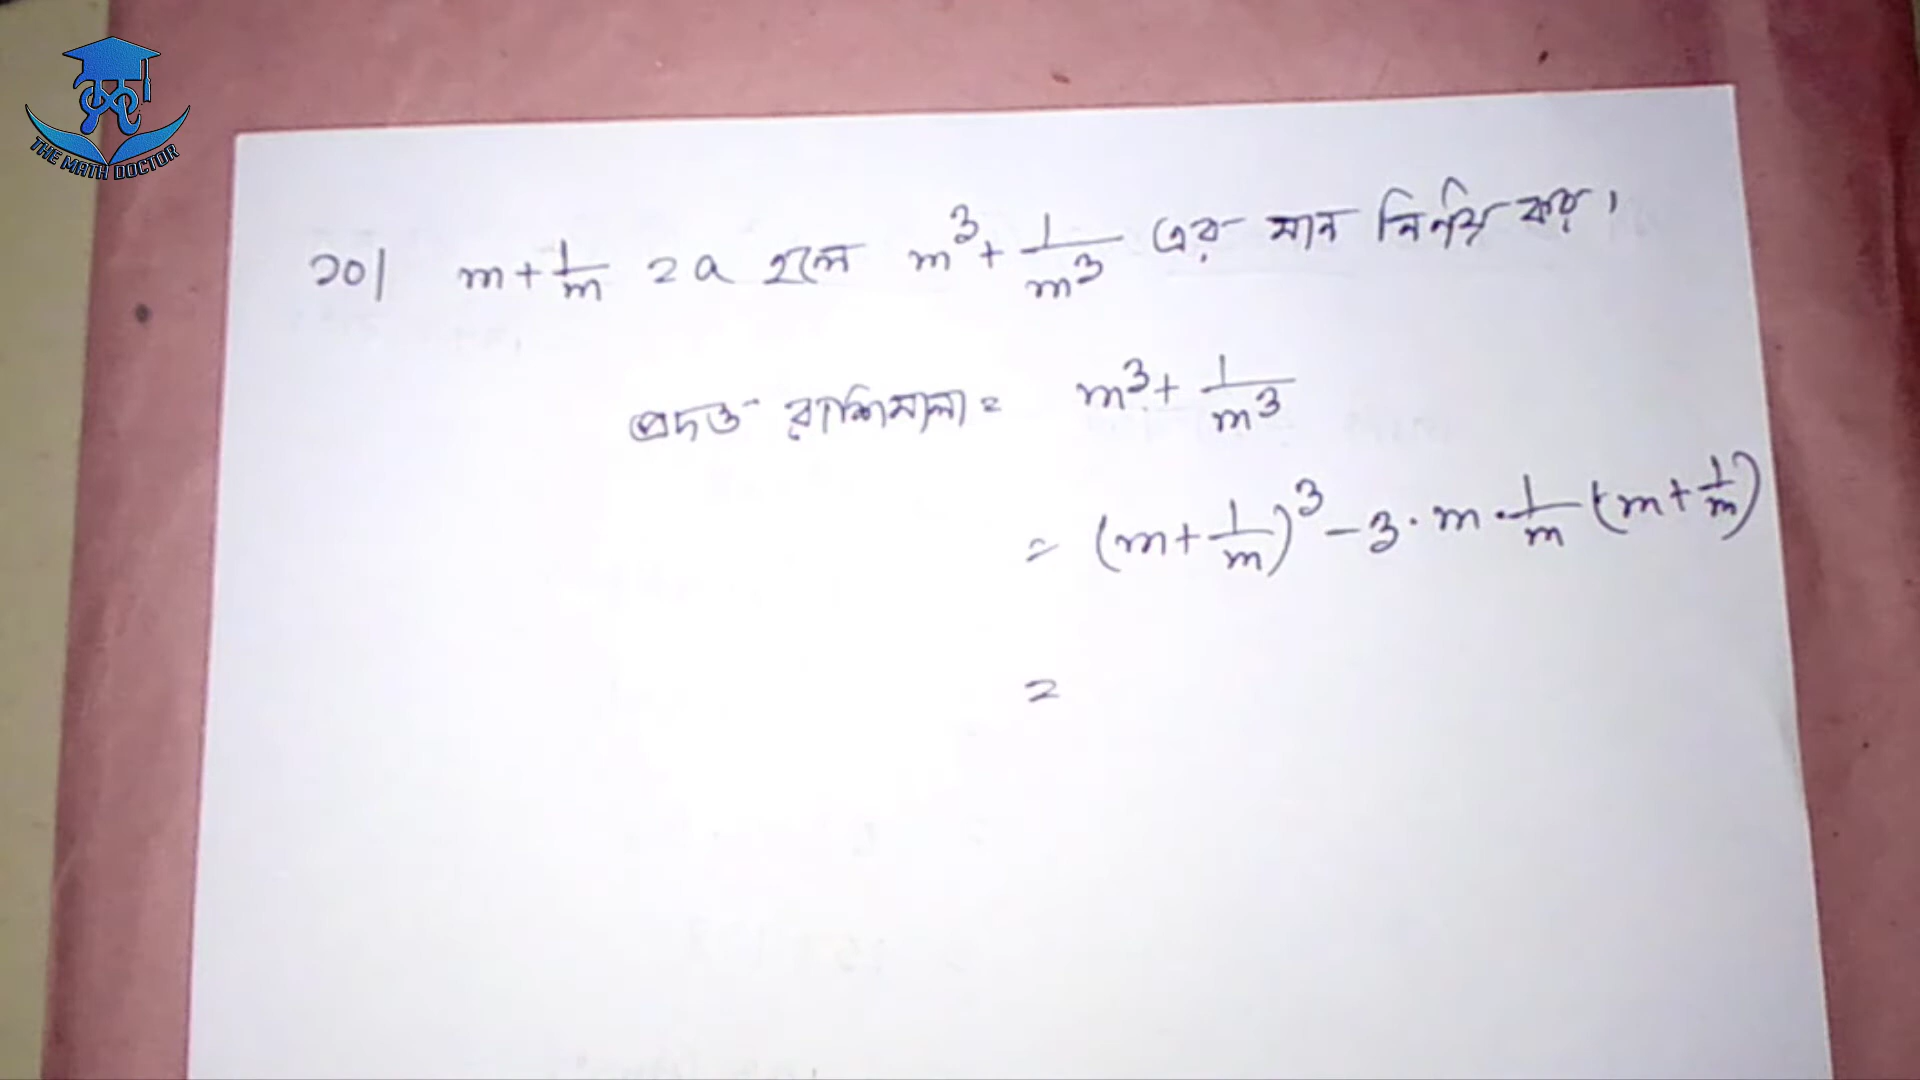 THE MATH DOCTOR
১০। m + 1/m = a হলে m³ + 1/m³ এর মান নির্ণয় কর।
প্রদত্ত রাশিমালা = m³ + 1/m³
= (m + 1/m)³ - 3 · m · 1/m (m + 1/m)
=